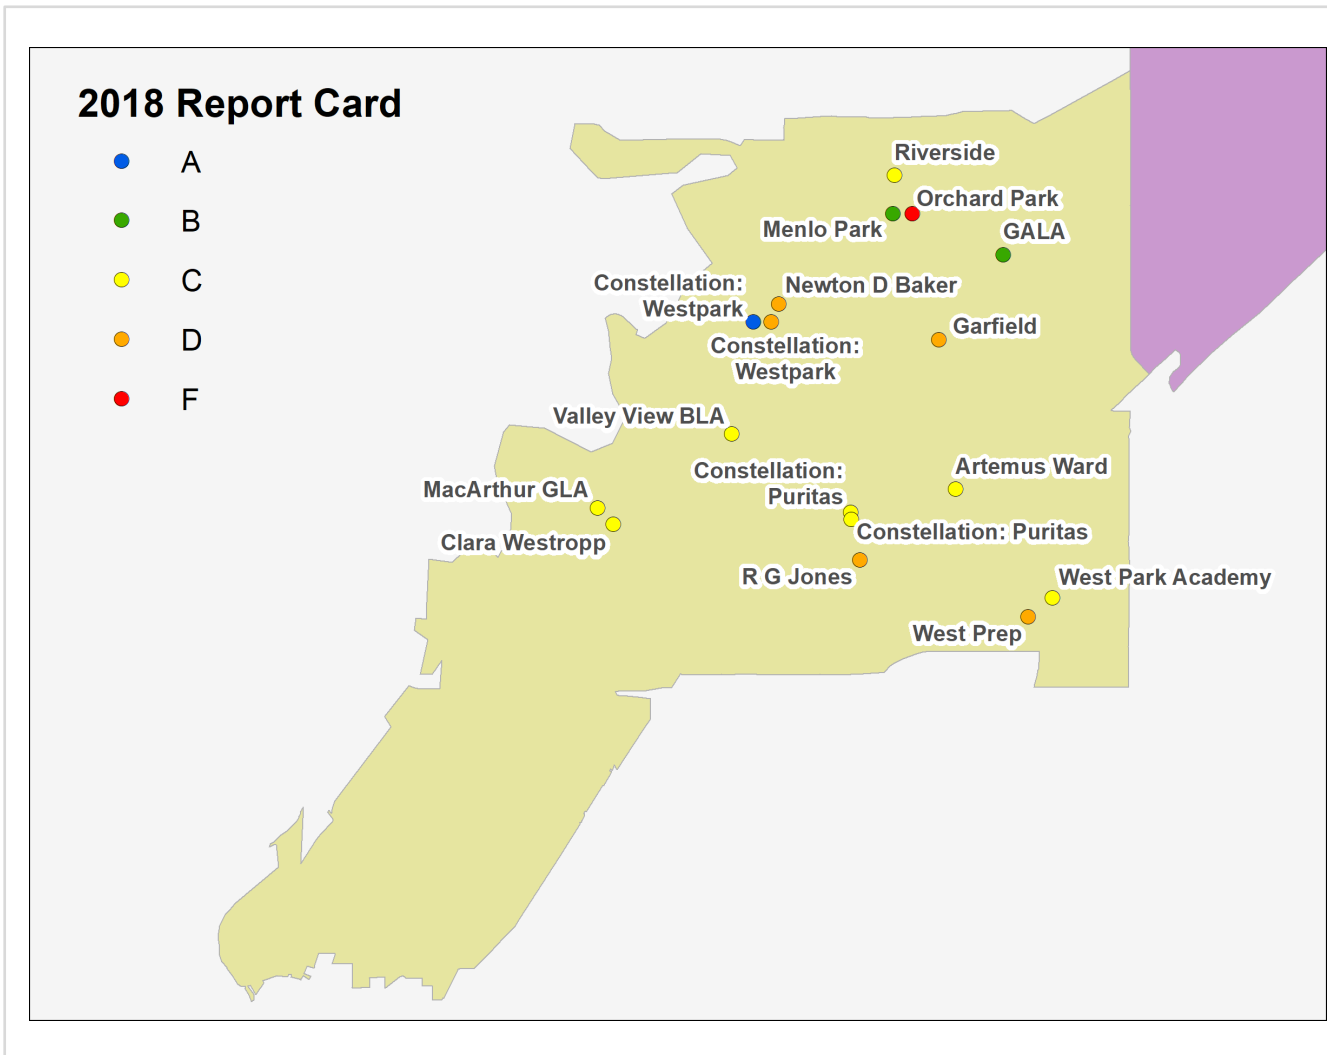 2018 Report Card
A
B
C
D
F
Riverside
Orchard Park
Menlo Park
GALA
Constellation:
Westpark
Newton D Baker
Garfield
Constellation:
Westpark
Valley View BLA
Constellation:
Puritas
Artemus Ward
MacArthur GLA
Clara Westropp
Constellation: Puritas
R G Jones
West Park Academy
West Prep